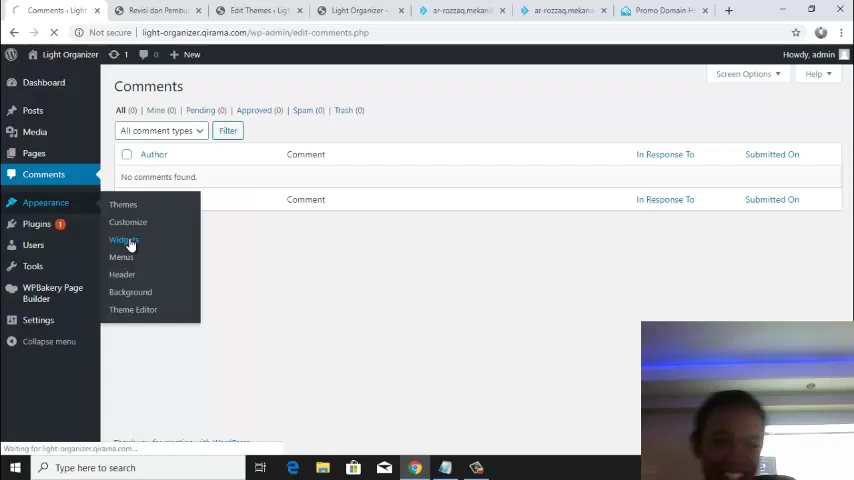 Comments ‹ Light Organizer
Revisi dan Pembu
Edit Themes ‹ Light
Light Organizer –
ar-rozzaq.mekani
ar-rozzaq.mekani
Promo Domain H
Not secure | light-organizer.qirama.com/wp-admin/edit-comments.php
Light Organizer
1
0
New
Howdy, admin
Dashboard
Posts
Media
Pages
Comments
Appearance
Plugins 1
Users
Tools
WPBakery Page
Builder
Settings
Collapse menu
Themes
Customize
Widgets
Menus
Header
Background
Theme Editor
Comments
Screen Options
Help
All (0) | Mine (0) | Pending (0) | Approved (0) | Spam (0) | Trash (0)
All comment types
Filter
Author
Comment
In Response To
Submitted On
No comments found.
Comment
In Response To
Submitted On
Waiting for light-organizer.qirama.com...
Type here to search